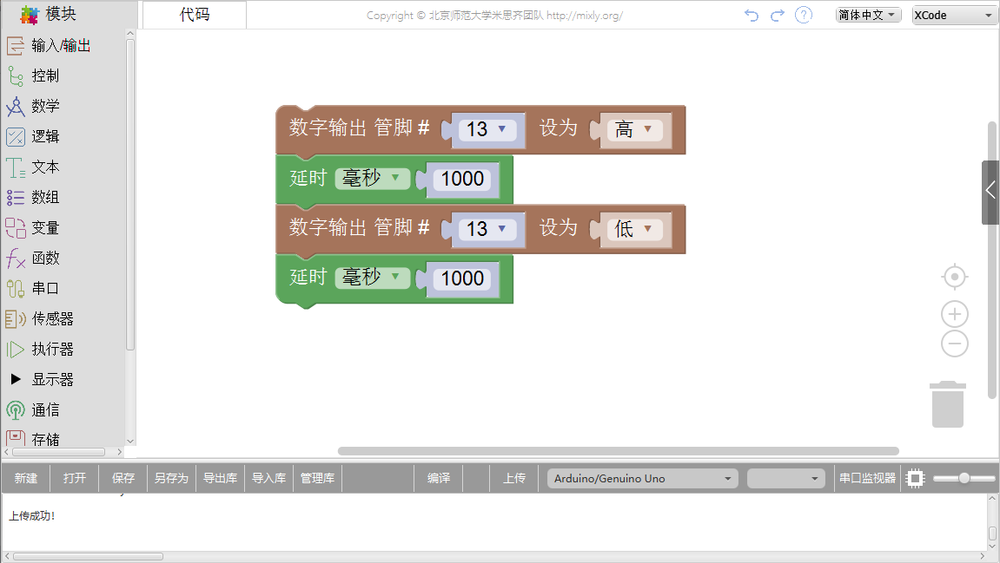 模块
代码
Copyright © 北京师范大学米思齐团队 http://mixly.org/
?
简体中文
XCode
输入/输出
控制
数学
逻辑
文本
数组
变量
函数
串口
传感器
执行器
显示器
通信
存储
数字输出 管脚 # 13 设为 高
延时 毫秒 1000
数字输出 管脚 # 13 设为 低
延时 毫秒 1000
新建 打开 保存 另存为 导出库 导入库 管理库 编译 上传 Arduino/Genuino Uno 串口监视器
上传成功!